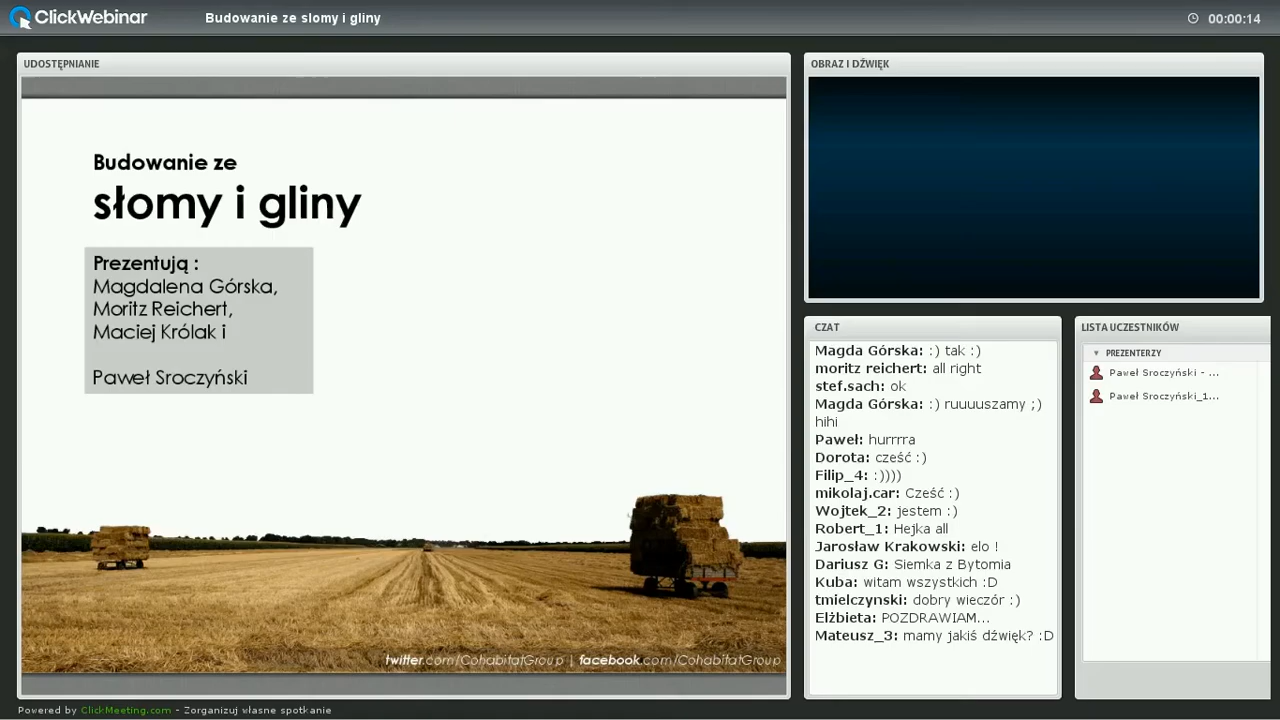 ClickWebinar
Budowanie ze slomy i gliny
00:00:14
UDOSTĘPNIANIE
Budowanie ze
słomy i gliny
Prezentują :
Magdalena Górska,
Moritz Reichert,
Maciej Królak i
Paweł Sroczyński
twitter.com/CohabitatGroup | facebook.com/CohabitatGroup
OBRAZ I DŹWIĘK
CZAT
Magda Górska: :) tak :)
moritz reichert: all right
stef.sach: ok
Magda Górska: :) ruuuuszamy ;)
hihi
Paweł: hurrrra
Dorota: cześć :)
Filip_4: :))))
mikolaj.car: Cześć :)
Wojtek_2: jestem :)
Robert_1: Hejka all
Jarosław Krakowski: elo !
Dariusz G: Siemka z Bytomia
Kuba: witam wszystkich :D
tmielczynski: dobry wieczór :)
Elżbieta: POZDRAWIAM...
Mateusz_3: mamy jakiś dźwięk? :D
LISTA UCZESTNIKÓW
PREZENTERZY
Paweł Sroczyński - ...
Paweł Sroczyński_1...
Powered by ClickMeeting.com - Zorganizuj własne spotkanie